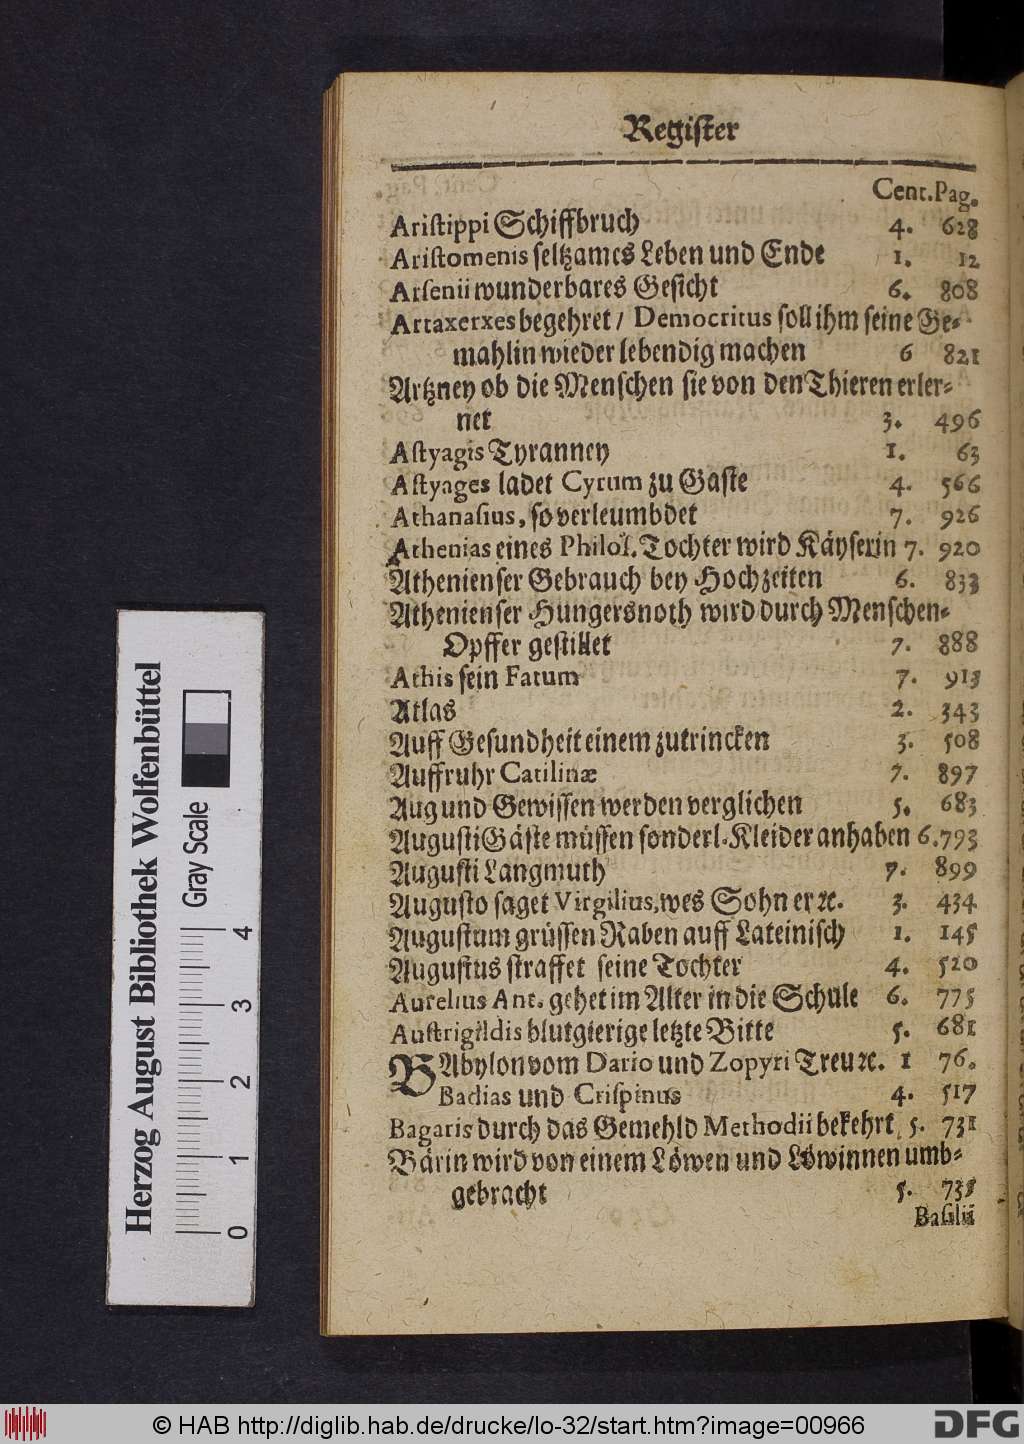 Register
Cent. Pag.
Aristippi Schiffbruch 4. 628
Aristomenis seltzames Leben und Ende 1. 12
Arsenii wunderbares Gesicht 6. 808
Artaxerxes begehret / Democritus soll ihm seine Ge-
mahlin wieder lebendig machen 6 821
Artzney ob die Menschen sie von den Thieren erler-
net 3. 496
Astyagis Tyranney 1. 63
Astyages ladet Cyrum zu Gaste 4. 566
Athanasius, so verleumbdet 7. 926
Athenias eines Philos. Tochter wird Käyserin 7. 920
Athenienser Gebrauch bey Hochzeiten 6. 833
Athenienser Hungersnoth wird durch Menschen-
Opffer gestillet 7. 888
Athis sein Fatum 7. 913
Atlas 2. 343
Auff Gesundheit einem zutrincken 3. 508
Auffruhr Catilinæ 7. 897
Aug und Gewissen werden verglichen 5. 683
Augusti Gäste müssen sonderl. Kleider anhaben 6. 793
Augusti Langmuth 7. 899
Augusto saget Virgilius, wes Sohn er ꝛc. 3. 434
Augustum grüssen Raben auff Lateinisch 1. 145
Augustus straffet seine Tochter 4. 520
Aurelius Ant. gehet im Alter in die Schule 6. 775
Austrigildis blutgierige letzte Bitte 5. 681
BAbylon vom Dario und Zopyri Treu ꝛc. 1 76.
Badias und Crispinus 4. 517
Bagaris durch das Gemehld Methodii bekehrt 5. 731
Bärin wird von einem Löwen und Löwinnen umb-
gebracht 5. 735
Basilii
Herzog August Bibliothek Wolfenbüttel
Gray Scale
0 1 2 3 4
© HAB http://diglib.hab.de/drucke/lo-32/start.htm?image=00966
DFG